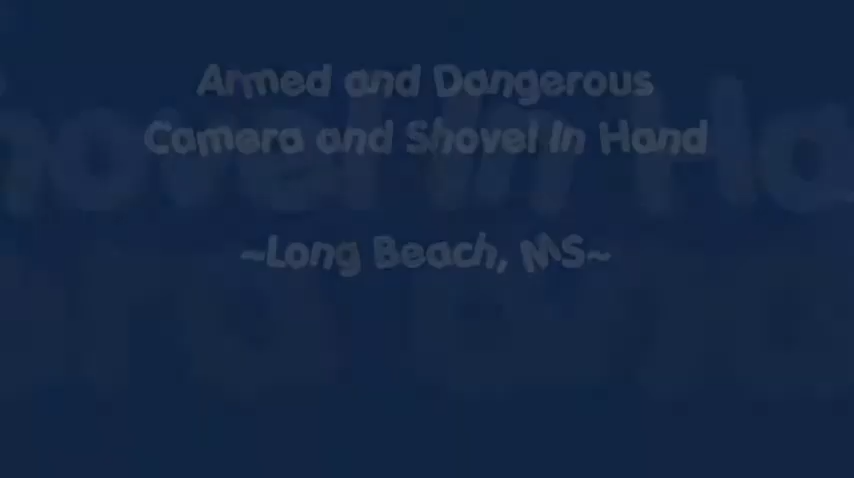 Armed and Dangerous
Camera and Shovel In Hand
~Long Beach, MS~